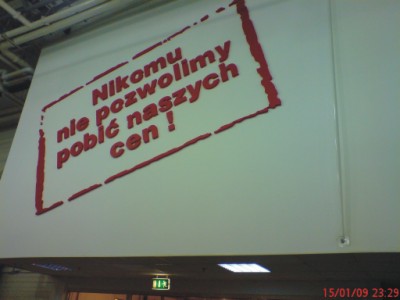 Nikomu
nie pozwolimy
pobić naszych
cen !
15/01/09 23:29